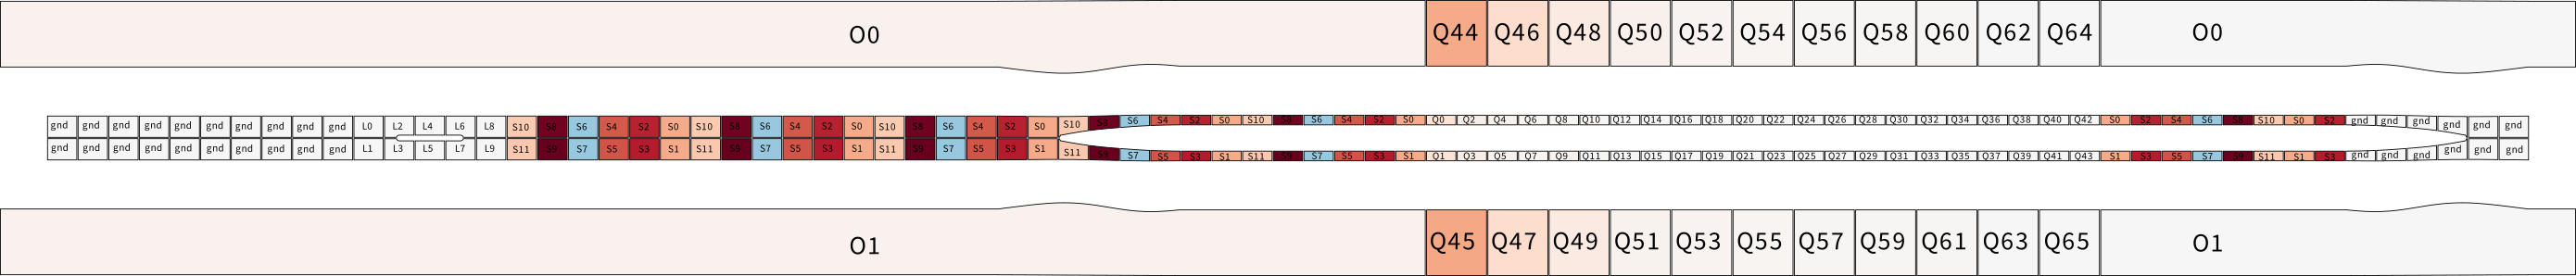 O0 Q44 Q46 Q48 Q50 Q52 Q54 Q56 Q58 Q60 Q62 Q64 O0
gnd gnd gnd gnd gnd gnd gnd gnd gnd gnd L0 L2 L4 L6 L8 S10 S8 S6 S4 S2 S0 S10 S8 S6 S4 S2 S0 S10 S8 S6 S4 S2 S0 S10 S8 S6 S4 S2 S0 S10 S8 S6 S4 S2 S0 Q0 Q2 Q4 Q6 Q8 Q10 Q12 Q14 Q16 Q18 Q20 Q22 Q24 Q26 Q28 Q30 Q32 Q34 Q36 Q38 Q40 Q42 S0 S2 S4 S6 S8 S10 S0 S2 gnd gnd gnd gnd gnd gnd
gnd gnd gnd gnd gnd gnd gnd gnd gnd gnd L1 L3 L5 L7 L9 S11 S9 S7 S5 S3 S1 S11 S9 S7 S5 S3 S1 S11 S9 S7 S5 S3 S1 S11 S9 S7 S5 S3 S1 S11 S9 S7 S5 S3 S1 Q1 Q3 Q5 Q7 Q9 Q11 Q13 Q15 Q17 Q19 Q21 Q23 Q25 Q27 Q29 Q31 Q33 Q35 Q37 Q39 Q41 Q43 S1 S3 S5 S7 S9 S11 S1 S3 gnd gnd gnd gnd gnd gnd
O1 Q45 Q47 Q49 Q51 Q53 Q55 Q57 Q59 Q61 Q63 Q65 O1